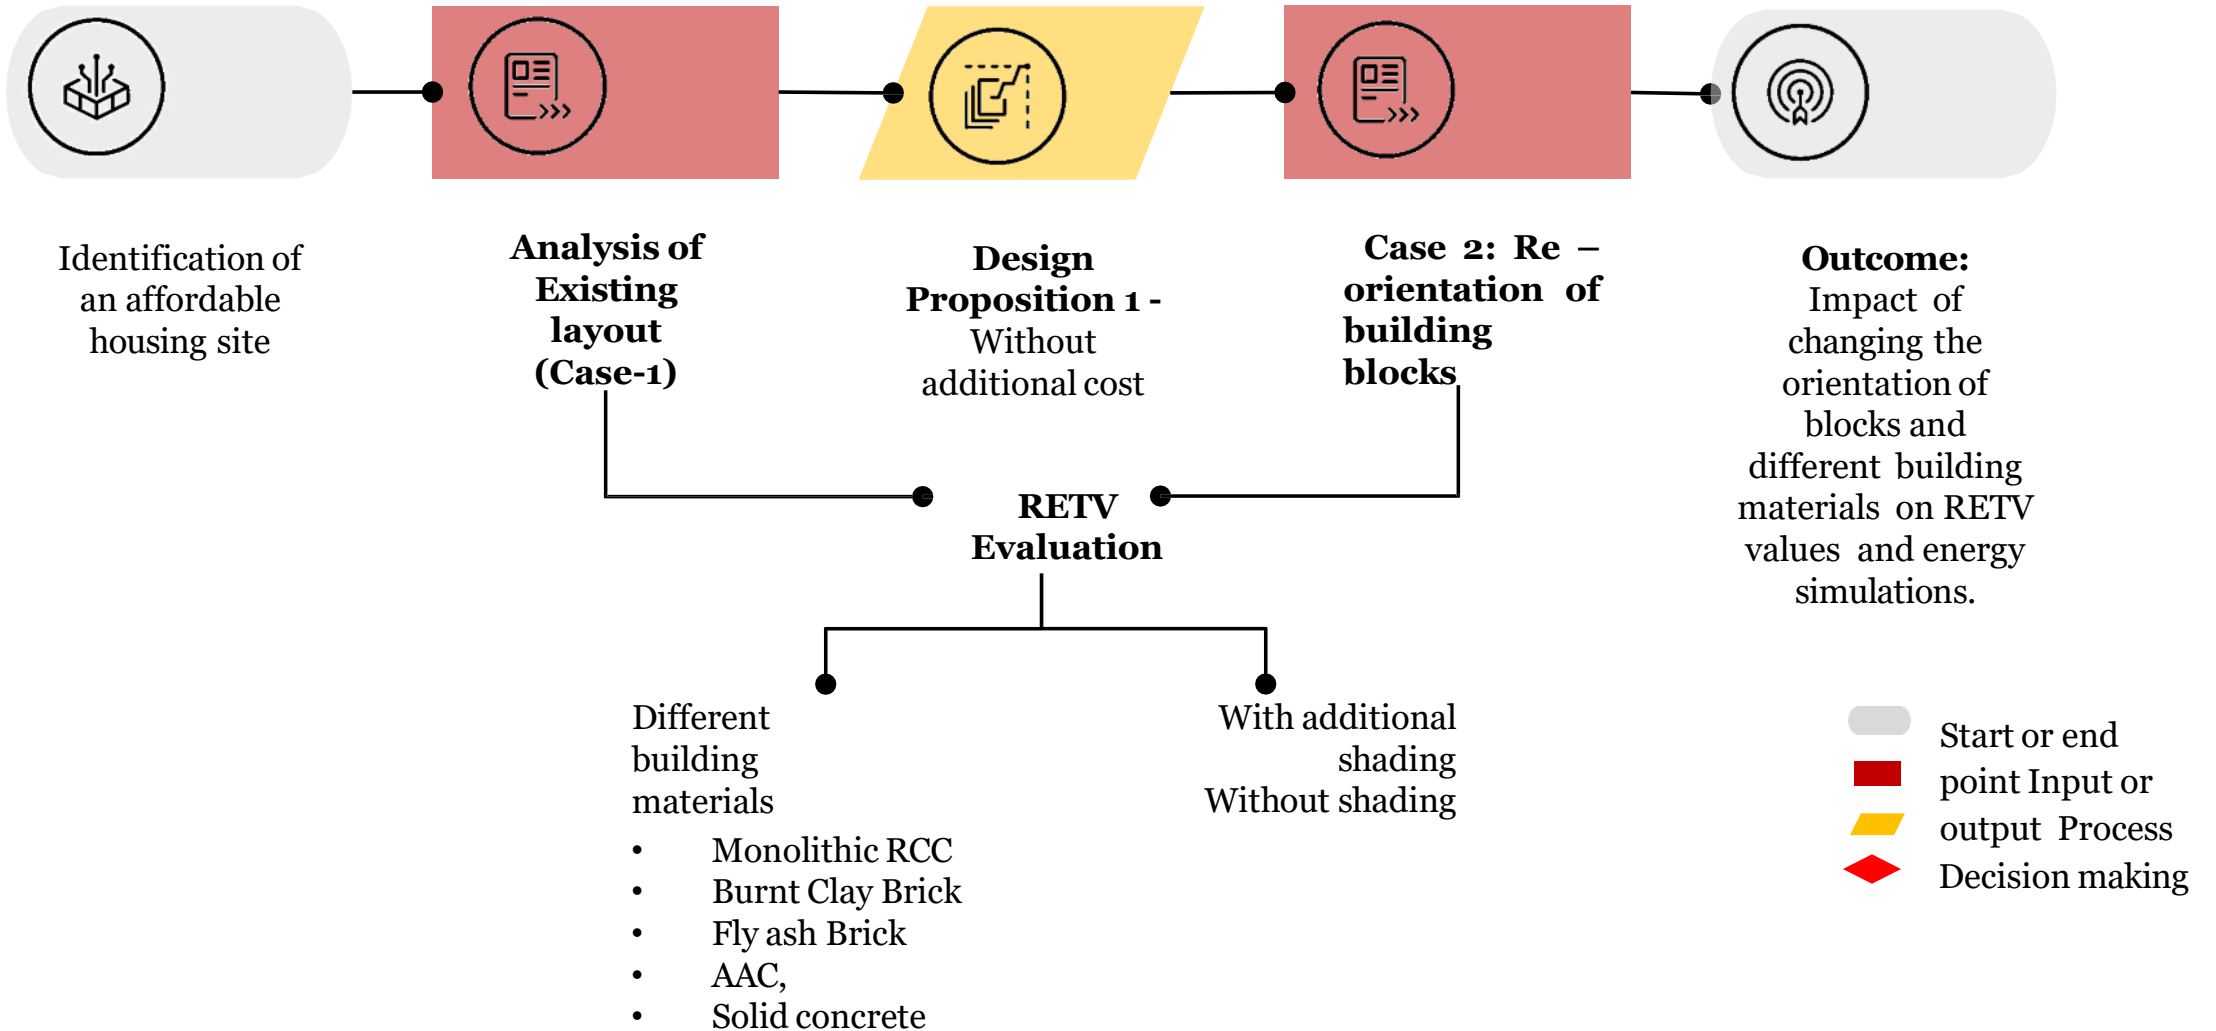 Identification of
an affordable
housing site
Analysis of
Existing
layout
(Case-1)
Design
Proposition 1 -
Without
additional cost
Case 2: Re –
orientation of
building
blocks
Outcome:
Impact of
changing the
orientation of
blocks and
different building
materials on RETV
values and energy
simulations.
RETV
Evaluation
Different
building
materials
• Monolithic RCC
• Burnt Clay Brick
• Fly ash Brick
• AAC,
• Solid concrete
With additional
shading
Without shading
Start or end
point Input or
output Process
Decision making